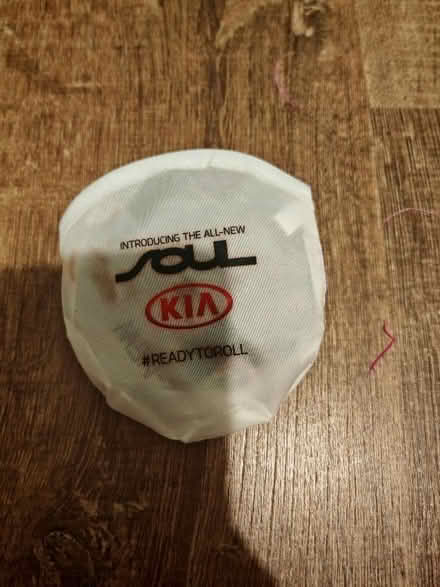 INTRODUCING THE ALL-NEW
SOUL
KIA
#READYTOROLL